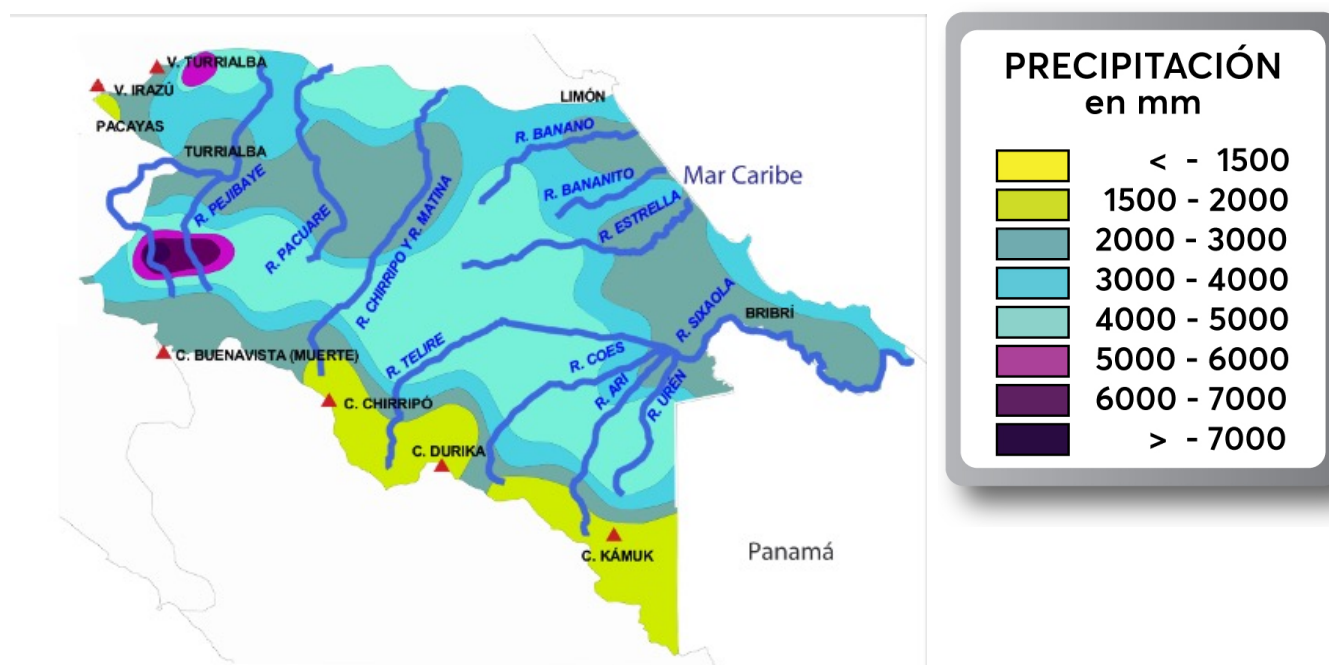 V. TURRIALBA
V. IRAZÚ
PACAYAS
TURRIALBA
R. PEJIBAYE
R. PACUARE
R. CHIRRIPO Y R. MATINA
LIMÓN
R. BANANO
R. BANANITO
R. ESTRELLA
Mar Caribe
R. SIXAOLA
BRIBRÍ
C. BUENAVISTA (MUERTE)
R. TELIRE
R. COES
R. ARI
R. URÉN
C. CHIRRIPÓ
C. DURIKA
C. KÁMUK
Panamá
PRECIPITACIÓN
en mm
< - 1500
1500 - 2000
2000 - 3000
3000 - 4000
4000 - 5000
5000 - 6000
6000 - 7000
> - 7000